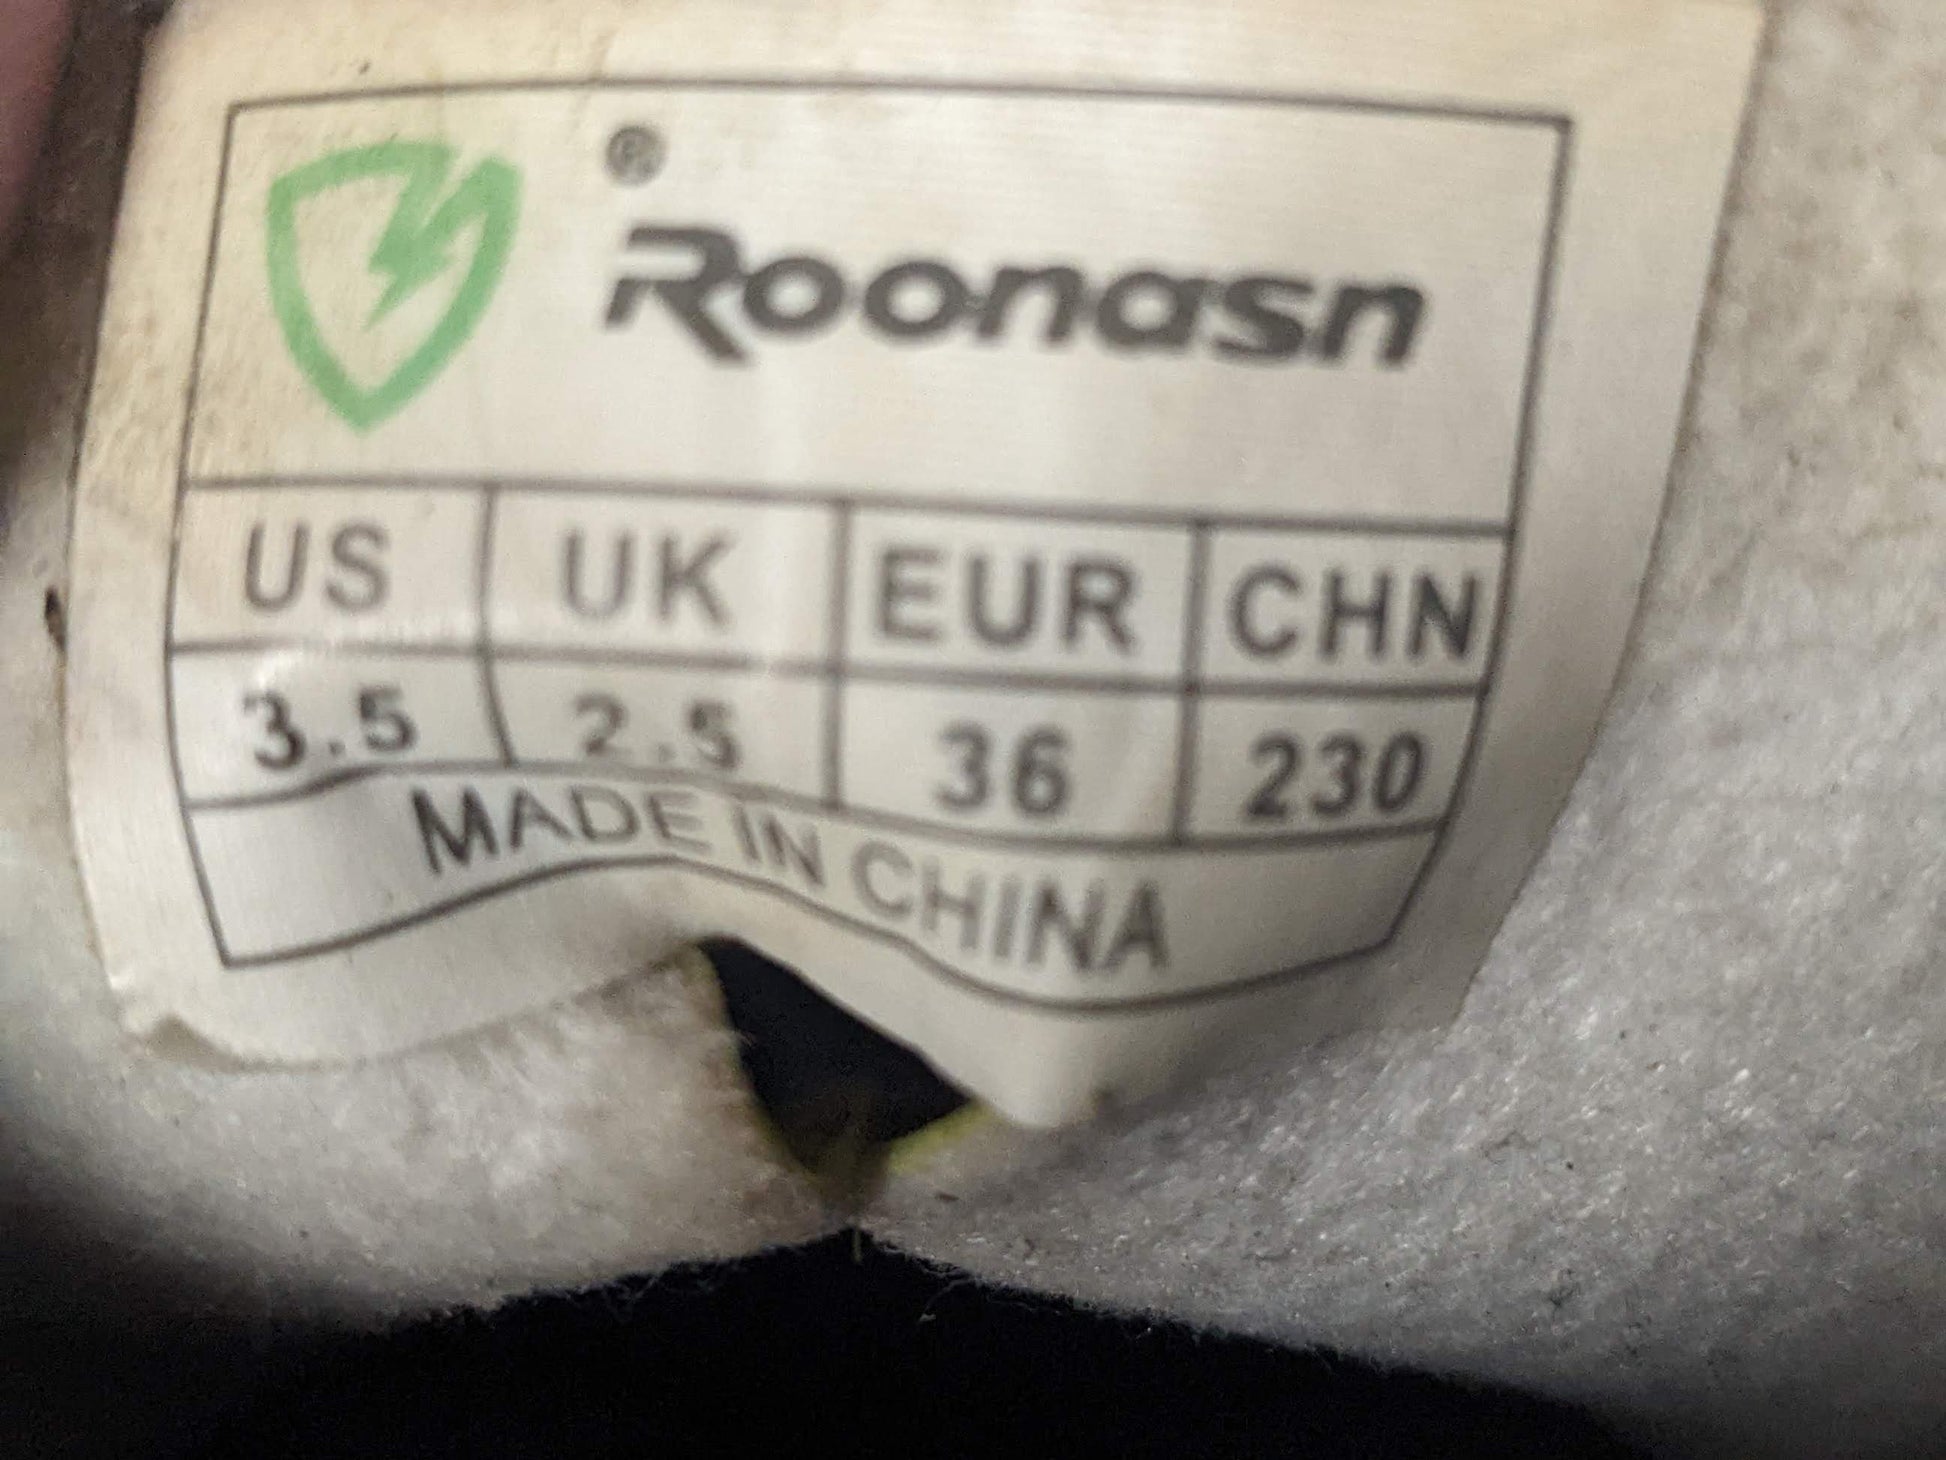 ®
Roonasn
US UK EUR CHN
3.5 2.5 36 230
MADE IN CHINA